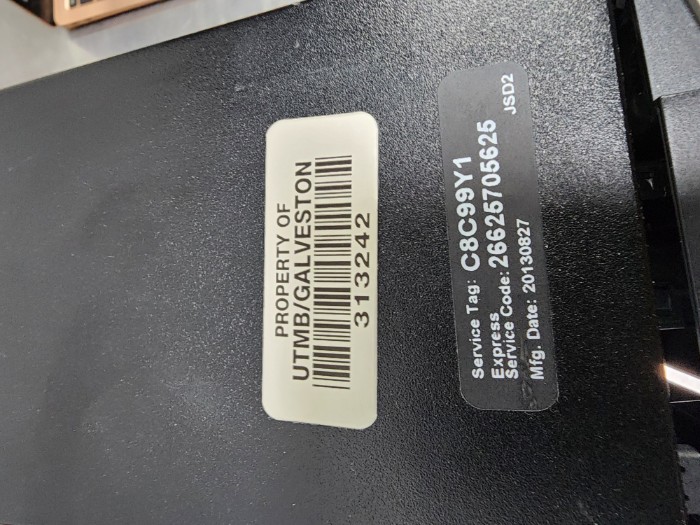 PROPERTY OF
UTMB/GALVESTON
313242
Service Tag: C8C99Y1
Express
Service Code: 26625705625
Mfg. Date: 20130827
JSD2